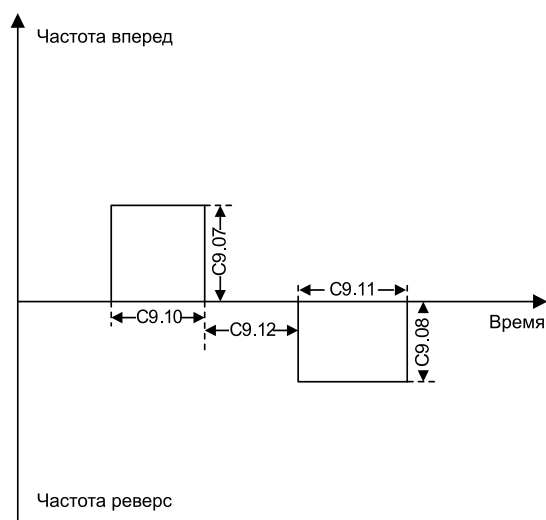 Частота вперед
C9.07
C9.11
C9.10
C9.12
C9.08
Время
Частота реверс